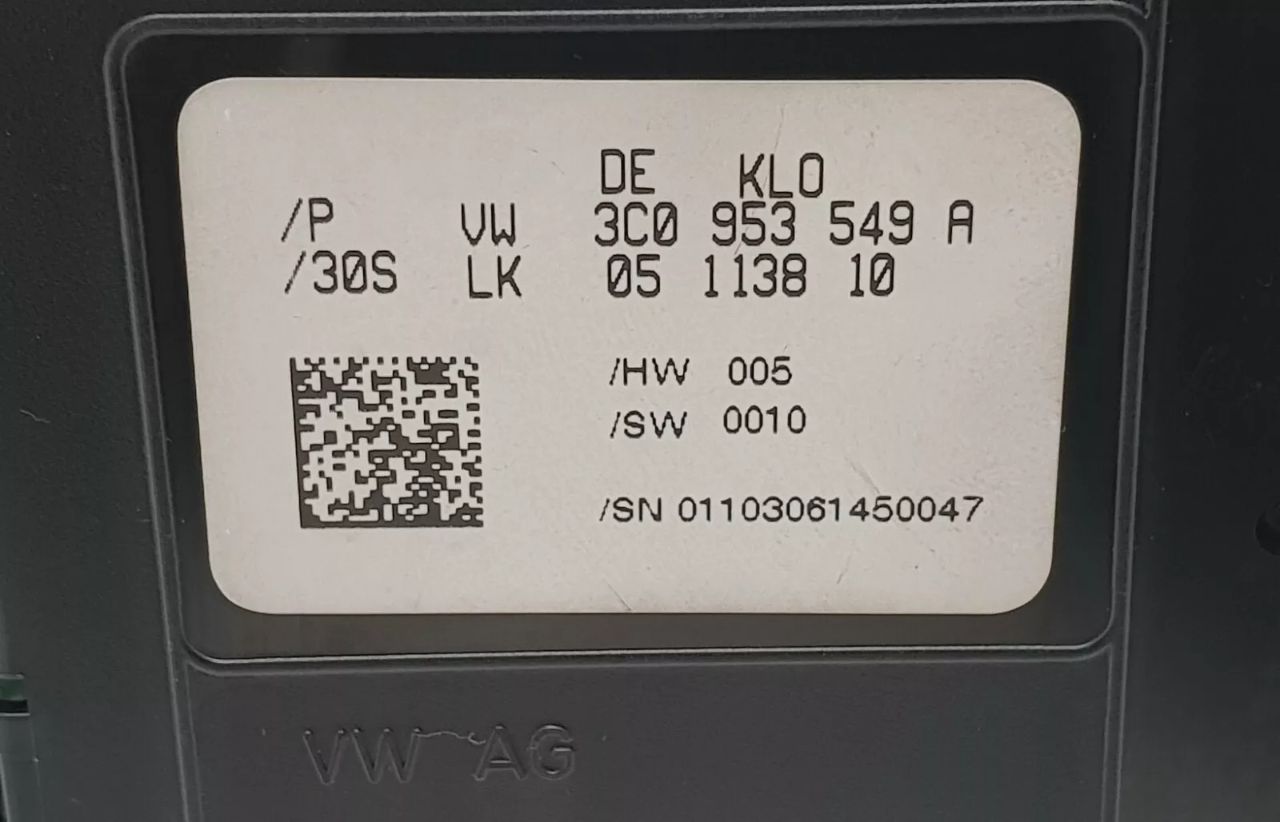 DE KLO
/P VW 3C0 953 549 A
/30S LK 05 1138 10
/HW 005
/SW 0010
/SN 01103061450047
VW AG